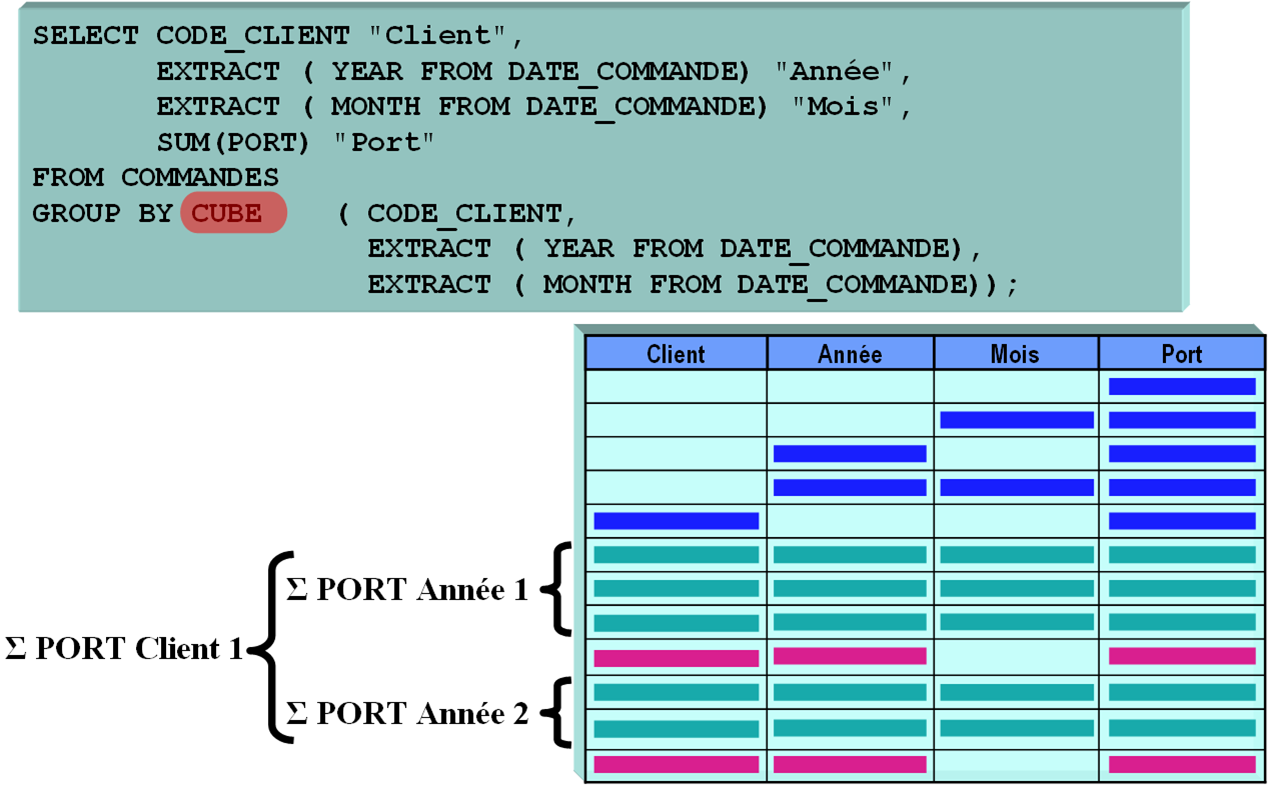 SELECT CODE_CLIENT "Client",
EXTRACT ( YEAR FROM DATE_COMMANDE) "Année",
EXTRACT ( MONTH FROM DATE_COMMANDE) "Mois",
SUM(PORT) "Port"
FROM COMMANDES
GROUP BY CUBE ( CODE_CLIENT,
EXTRACT ( YEAR FROM DATE_COMMANDE),
EXTRACT ( MONTH FROM DATE_COMMANDE));
Client Année Mois Port
Σ PORT Année 1
Σ PORT Client 1
Σ PORT Année 2